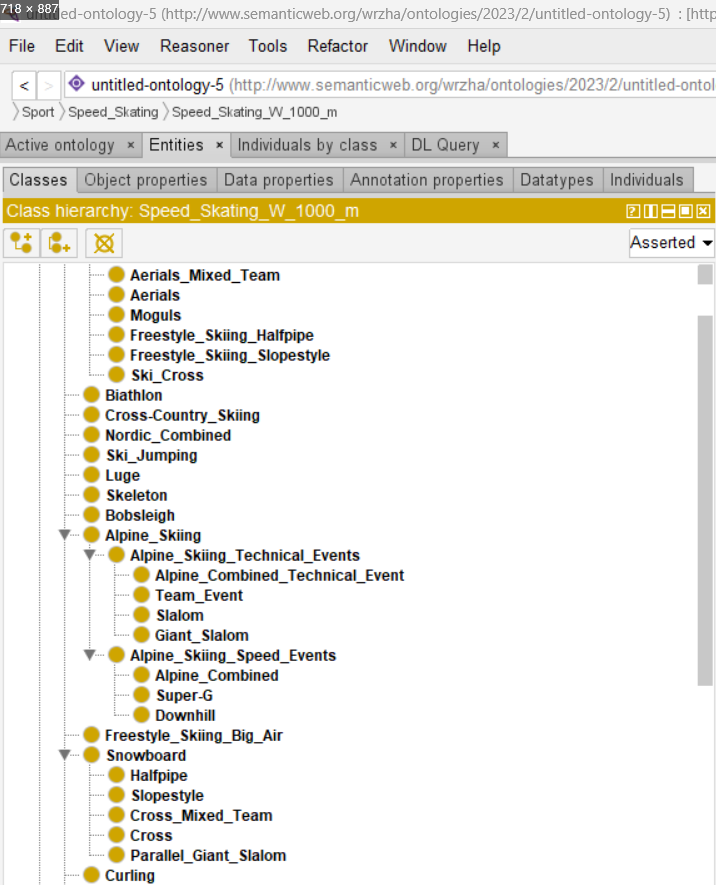 718 × 887
untitled-ontology-5 (http://www.semanticweb.org/wrzha/ontologies/2023/2/untitled-ontology-5) : [http
File Edit View Reasoner Tools Refactor Window Help
< > untitled-ontology-5 (http://www.semanticweb.org/wrzha/ontologies/2023/2/untitled-ontol
Sport Speed_Skating Speed_Skating_W_1000_m
Active ontology × Entities × Individuals by class × DL Query ×
Classes Object properties Data properties Annotation properties Datatypes Individuals
Class hierarchy: Speed_Skating_W_1000_m
Asserted
Aerials_Mixed_Team
Aerials
Moguls
Freestyle_Skiing_Halfpipe
Freestyle_Skiing_Slopestyle
Ski_Cross
Biathlon
Cross-Country_Skiing
Nordic_Combined
Ski_Jumping
Luge
Skeleton
Bobsleigh
Alpine_Skiing
Alpine_Skiing_Technical_Events
Alpine_Combined_Technical_Event
Team_Event
Slalom
Giant_Slalom
Alpine_Skiing_Speed_Events
Alpine_Combined
Super-G
Downhill
Freestyle_Skiing_Big_Air
Snowboard
Halfpipe
Slopestyle
Cross_Mixed_Team
Cross
Parallel_Giant_Slalom
Curling